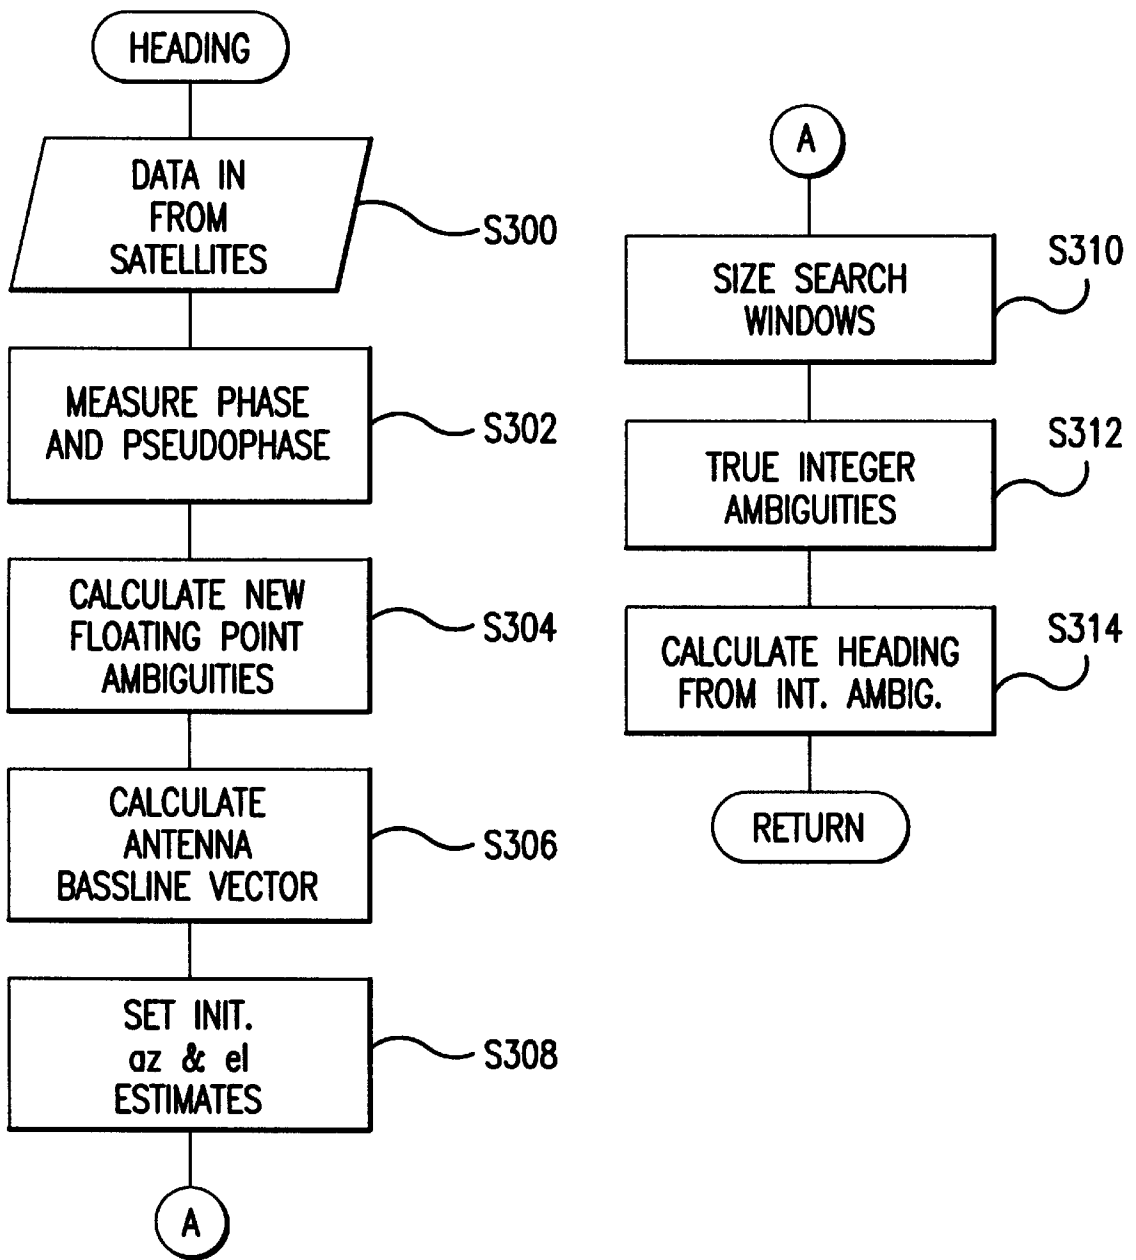 HEADING
DATA IN
FROM
SATELLITES
S300
MEASURE PHASE
AND PSEUDOPHASE
S302
CALCULATE NEW
FLOATING POINT
AMBIGUITIES
S304
CALCULATE
ANTENNA
BASSLINE VECTOR
S306
SET INIT.
az & el
ESTIMATES
S308
A
A
SIZE SEARCH
WINDOWS
S310
TRUE INTEGER
AMBIGUITIES
S312
CALCULATE HEADING
FROM INT. AMBIG.
S314
RETURN